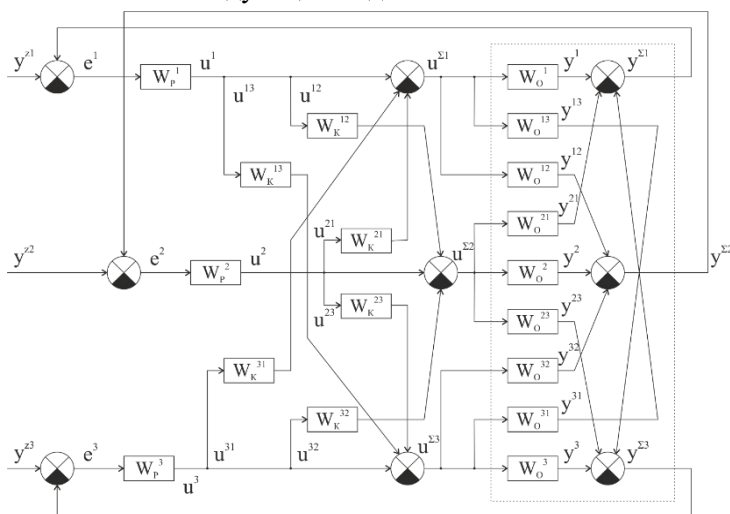 y^z1 e^1 W_P^1 u^1 u^Σ1 W_O^1 y^1 y^Σ1
u^13 u^12 W_O^13 y^13
W_K^12
W_K^13 W_O^12 y^12
W_O^21 y^21
u^21 W_K^21
y^z2 e^2 W_P^2 u^2 u^Σ2 W_O^2 y^2 y^Σ2
u^23 W_K^23 W_O^23 y^23
W_K^31 W_O^32 y^32
W_K^32 W_O^31 y^31
y^z3 e^3 W_P^3 u^3 u^31 u^32 u^Σ3 W_O^3 y^3 y^Σ3